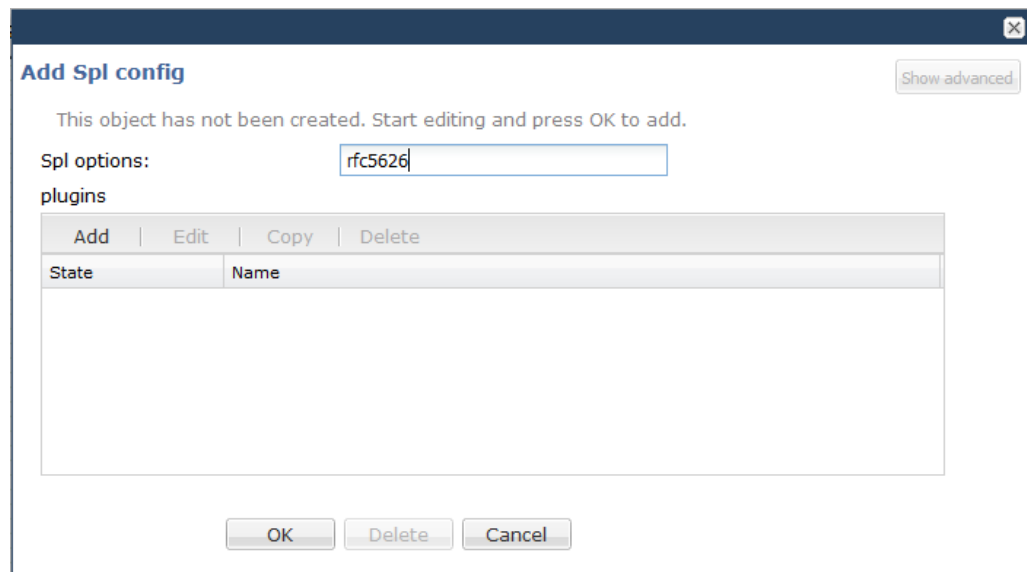 Add Spl config
Show advanced
This object has not been created. Start editing and press OK to add.
Spl options: rfc5626
plugins
Add | Edit | Copy | Delete
State Name
OK Delete Cancel